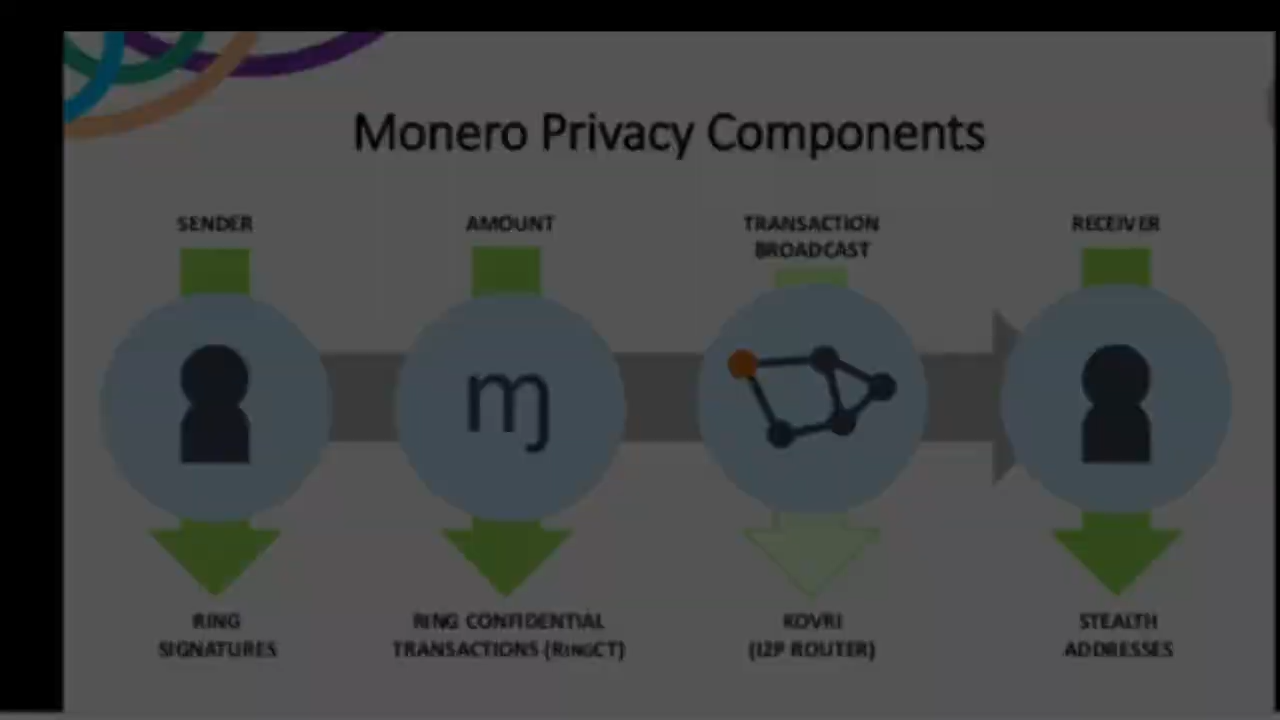 Monero Privacy Components
SENDER
AMOUNT
TRANSACTION
BROADCAST
RECEIVER
ɱ
RING
SIGNATURES
RING CONFIDENTIAL
TRANSACTIONS (RINGCT)
KOVRI
(I2P ROUTER)
STEALTH
ADDRESSES